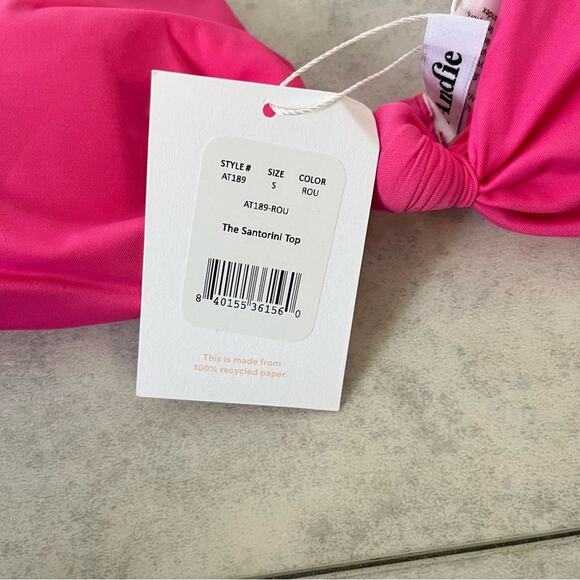 Andie
STYLE # SIZE COLOR
AT189 S ROU
AT189-ROU
The Santorini Top
8 40155 36156 0
This is made from
100% recycled paper.